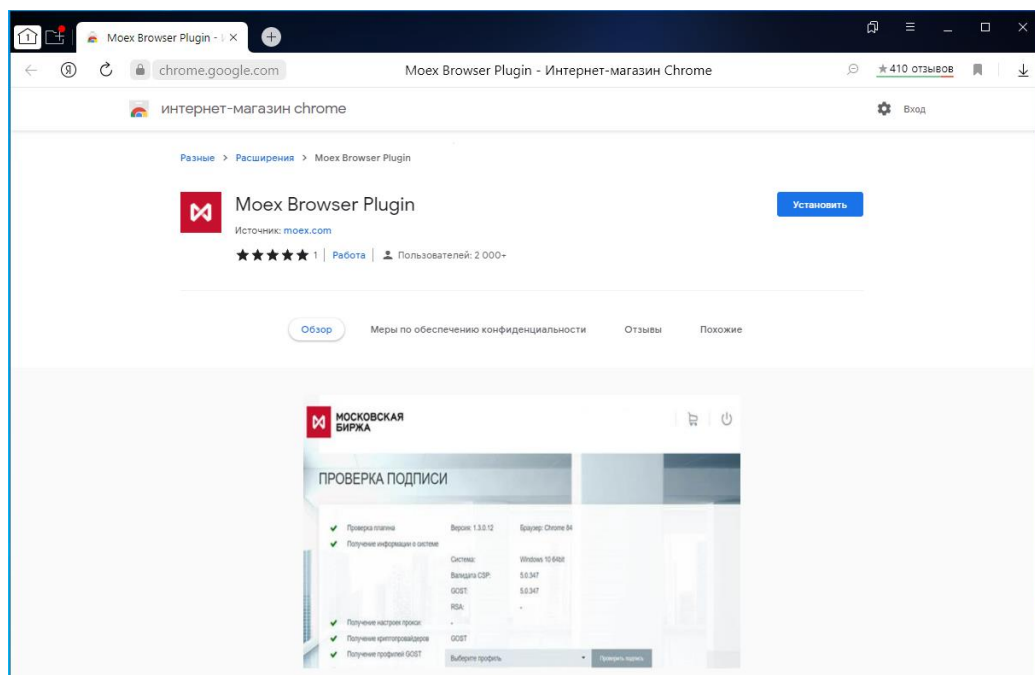 1
Moex Browser Plugin - И
Я
chrome.google.com
Moex Browser Plugin - Интернет-магазин Chrome
★410 отзывов
интернет-магазин chrome
Вход
Разные > Расширения > Moex Browser Plugin
Moex Browser Plugin
Установить
Источник: moex.com
★★★★★ 1 | Работа | Пользователей: 2 000+
Обзор
Меры по обеспечению конфиденциальности
Отзывы
Похожие
МОСКОВСКАЯ
БИРЖА
ПРОВЕРКА ПОДПИСИ
Проверка плагина Версия: 1.3.0.12 Браузер: Chrome 84
Получение информации о системе
Система: Windows 10 64bit
Валидата CSP: 5.0.347
GOST: 5.0.347
RSA: -
Получение настроек прокси: -
Получение криптопровайдеров GOST
Получение профилей GOST Выберите профиль Проверить подпись